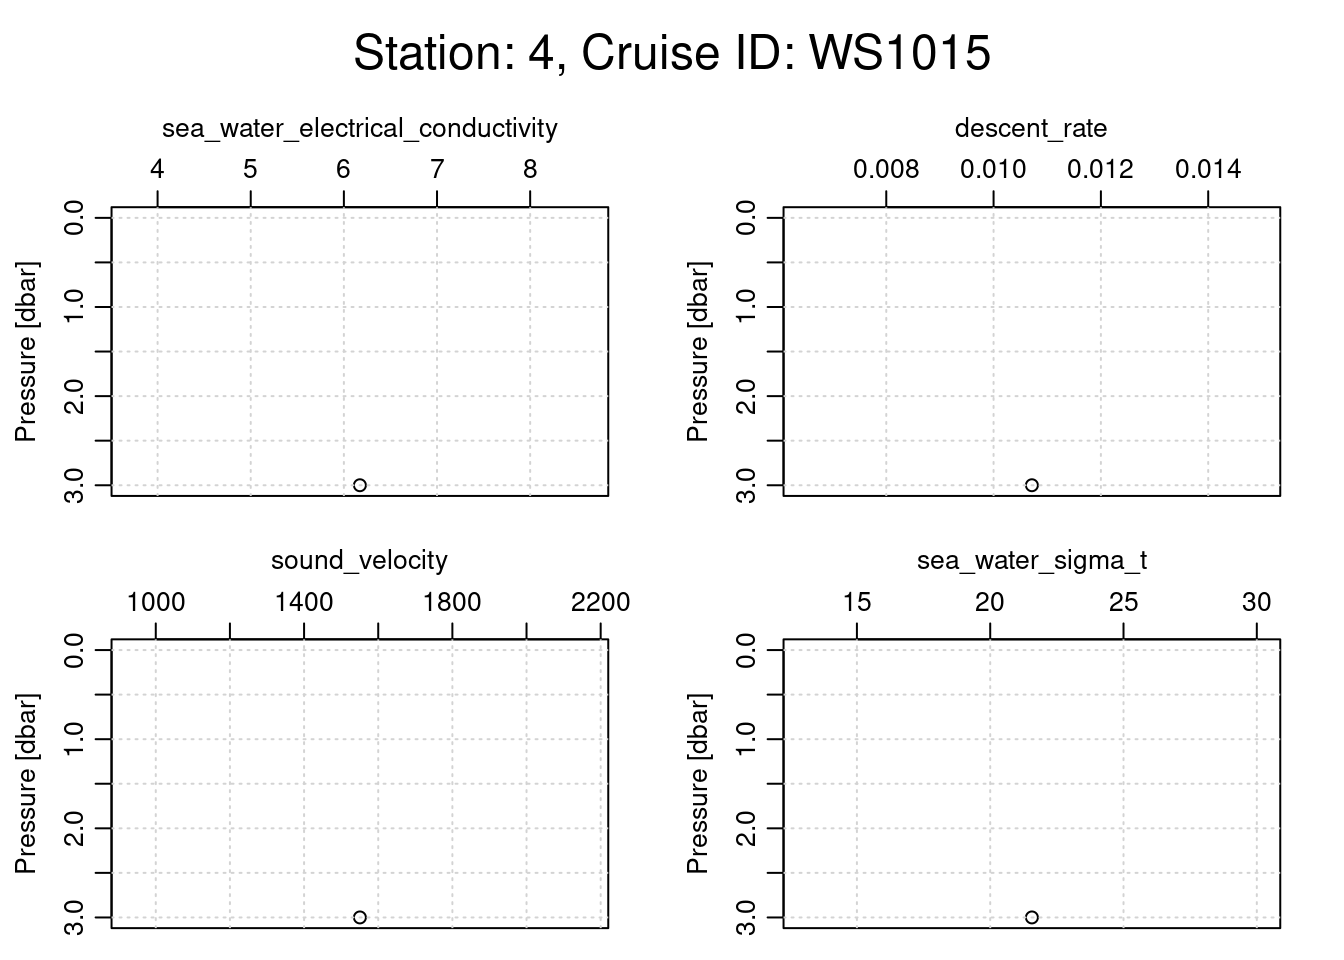 Station: 4, Cruise ID: WS1015
sea_water_electrical_conductivity
4 5 6 7 8
Pressure [dbar]
0.0
1.0
2.0
3.0
descent_rate
0.008 0.010 0.012 0.014
Pressure [dbar]
0.0
1.0
2.0
3.0
sound_velocity
1000 1400 1800 2200
Pressure [dbar]
0.0
1.0
2.0
3.0
sea_water_sigma_t
15 20 25 30
Pressure [dbar]
0.0
1.0
2.0
3.0